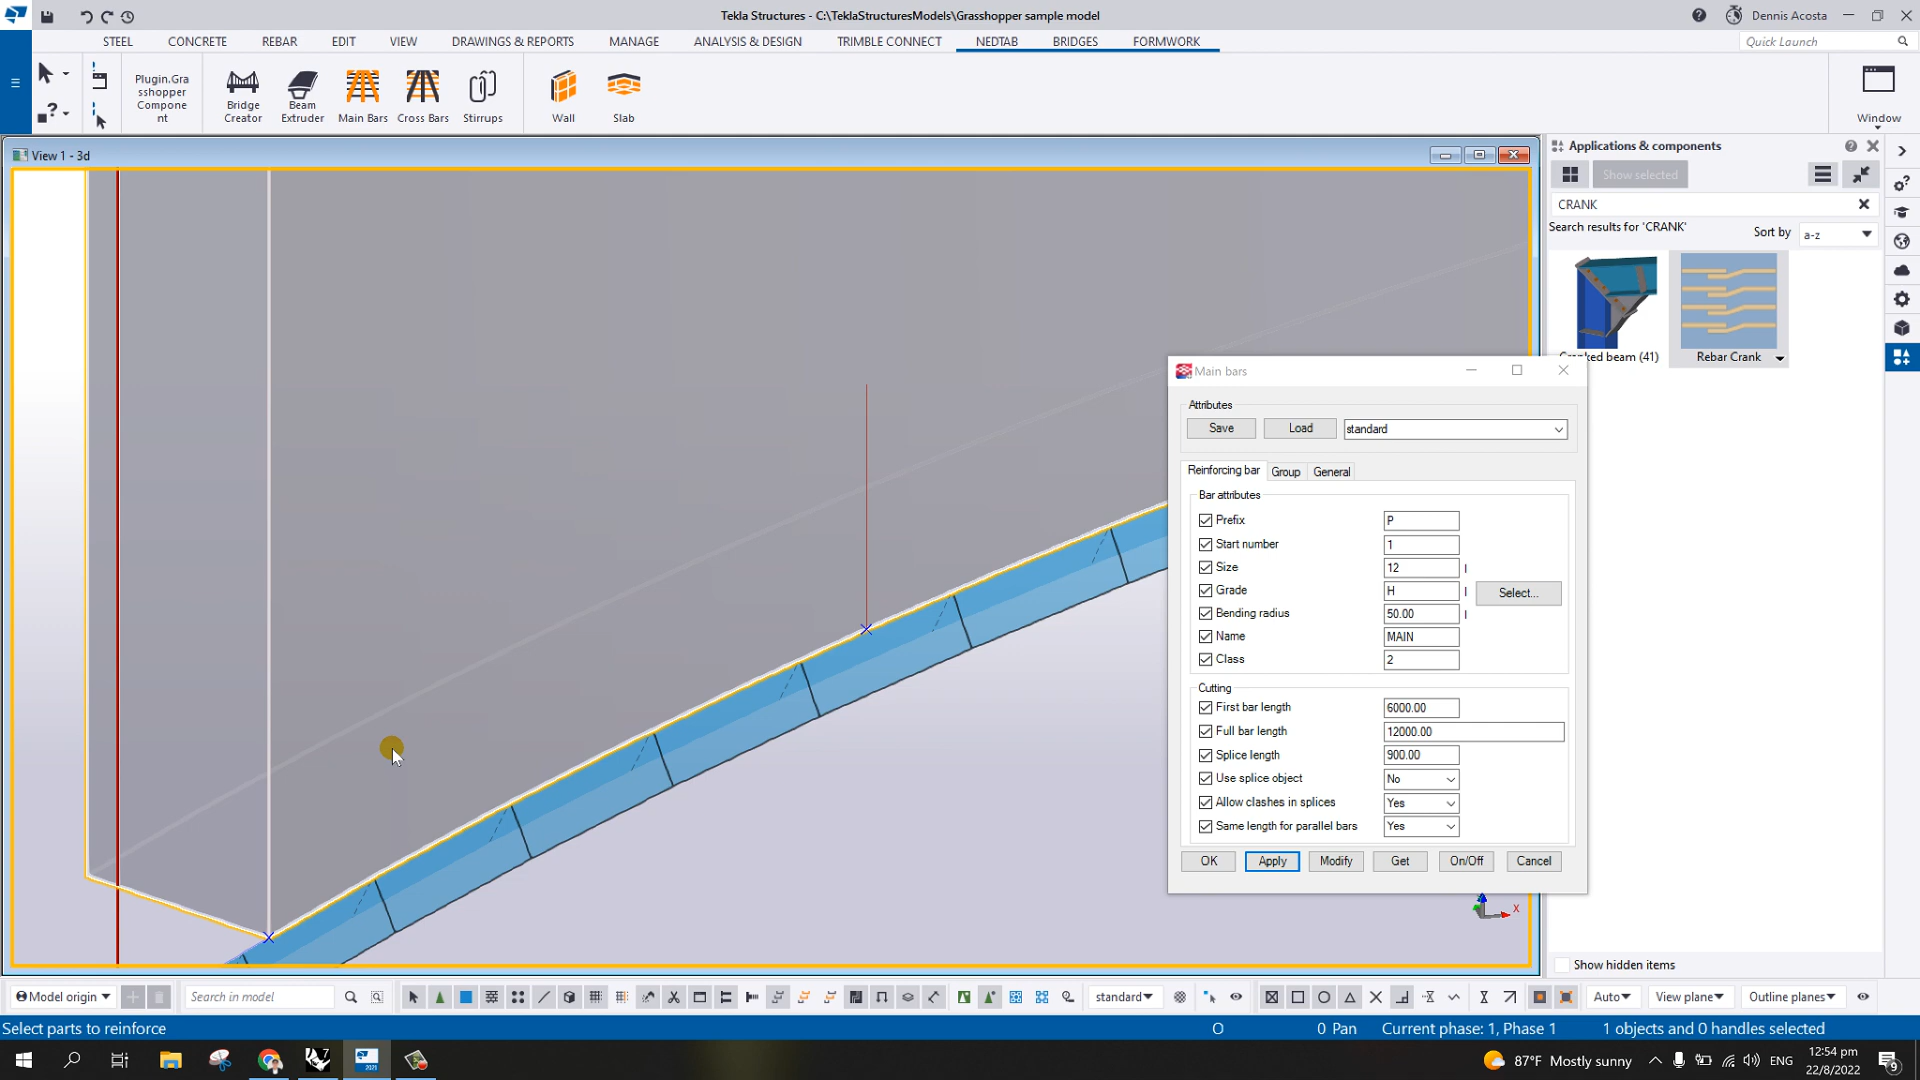 Tekla Structures - C:\TeklaStructuresModels\Grasshopper sample model
Dennis Acosta
STEEL CONCRETE REBAR EDIT VIEW DRAWINGS & REPORTS MANAGE ANALYSIS & DESIGN TRIMBLE CONNECT NEDTAB BRIDGES FORMWORK
Quick Launch
Plugin.Gra
sshopper
Compone
nt
Bridge
Creator
Beam
Extruder
Main Bars
Cross Bars
Stirrups
Wall
Slab
Window
View 1 - 3d
Applications & components
Show selected
CRANK
Search results for 'CRANK'
Sort by
a-z
ked beam (41)
Rebar Crank
Main bars
Attributes
Save
Load
standard
Reinforcing bar Group General
Bar attributes
Prefix P
Start number 1
Size 12
Grade H
Select...
Bending radius 50.00
Name MAIN
Class 2
Cutting
First bar length 6000.00
Full bar length 12000.00
Splice length 900.00
Use splice object No
Allow clashes in splices Yes
Same length for parallel bars Yes
OK Apply Modify Get On/Off Cancel
X
Show hidden items
Model origin
Search in model
standard
Auto
View plane
Outline planes
Select parts to reinforce
O
0 Pan
Current phase: 1, Phase 1
1 objects and 0 handles selected
7
2021
87°F Mostly sunny
ENG
12:54 pm
22/8/2022
9